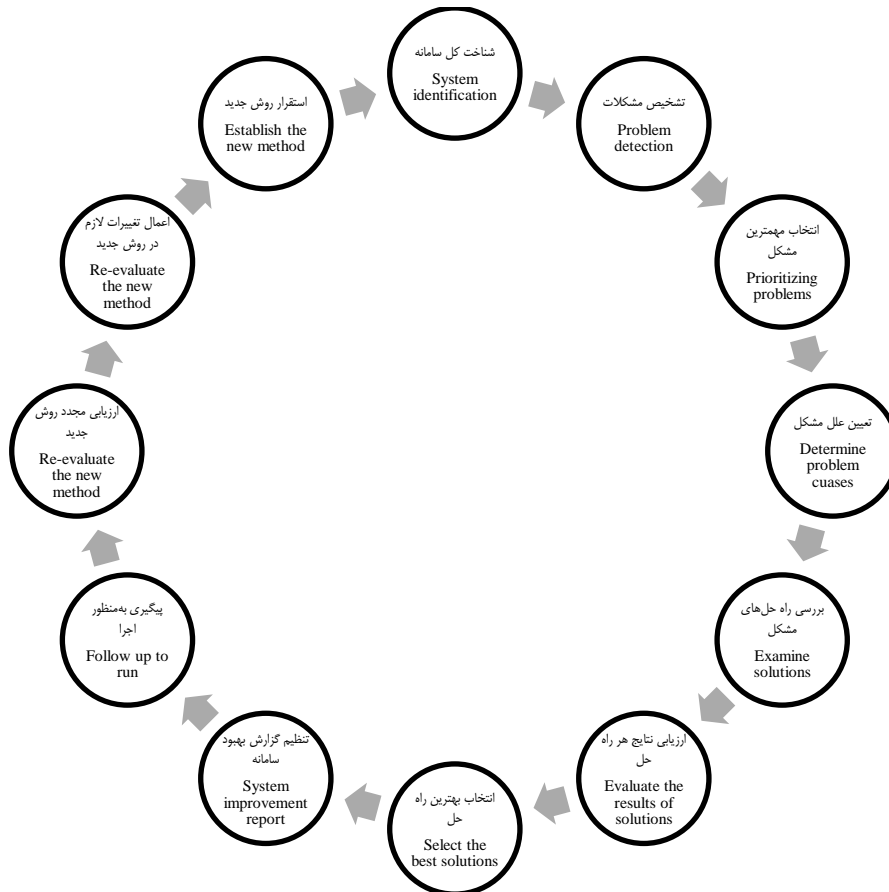 شناخت کل سامانه
System
identification
تشخیص مشکلات
Problem
detection
انتخاب مهمترین
مشکل
Prioritizing
problems
تعیین علل مشکل
Determine
problem
cuases
بررسی راه حل‌های
مشکل
Examine
solutions
ارزیابی نتایج هر راه
حل
Evaluate the
results of
solutions
انتخاب بهترین راه
حل
Select the
best solutions
تنظیم گزارش بهبود
سامانه
System
improvement
report
پیگیری به‌منظور
اجرا
Follow up to
run
ارزیابی مجدد روش
جدید
Re-evaluate
the new
method
اعمال تغییرات لازم
در روش جدید
Re-evaluate
the new
method
استقرار روش جدید
Establish the
new method